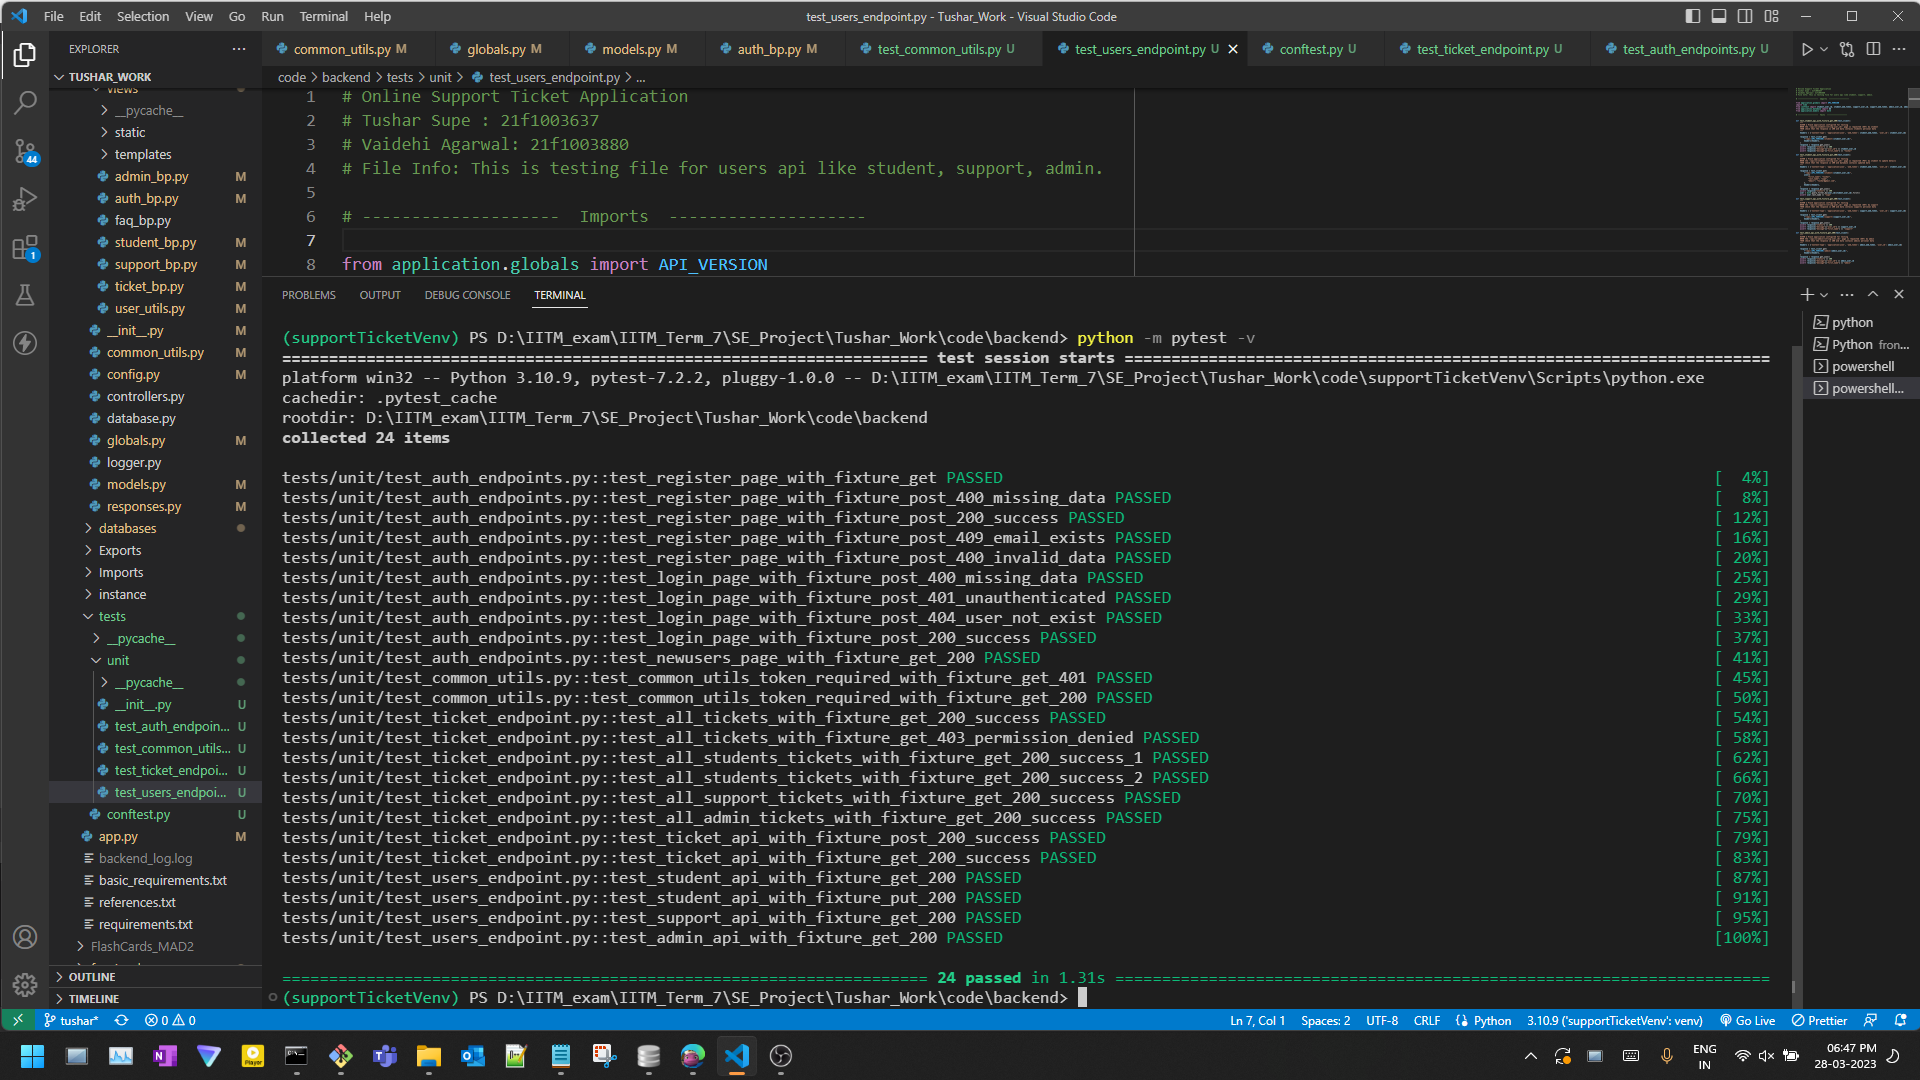 File Edit Selection View Go Run Terminal Help
test_users_endpoint.py - Tushar_Work - Visual Studio Code
EXPLORER
common_utils.py M
globals.py M
models.py M
auth_bp.py M
test_common_utils.py U
test_users_endpoint.py U
conftest.py U
test_ticket_endpoint.py U
test_auth_endpoints.py U
code > backend > tests > unit > test_users_endpoint.py > ...
TUSHAR_WORK
views
__pycache__
static
templates
admin_bp.py M
auth_bp.py M
faq_bp.py
student_bp.py M
support_bp.py M
ticket_bp.py M
user_utils.py M
__init__.py M
common_utils.py M
config.py M
controllers.py
database.py
globals.py M
logger.py
models.py M
responses.py M
databases
Exports
Imports
instance
tests
__pycache__
unit
__pycache__
__init__.py U
test_auth_endpoin... U
test_common_utils... U
test_ticket_endpoi... U
test_users_endpoi... U
conftest.py U
app.py M
backend_log.log
basic_requirements.txt
references.txt
requirements.txt
FlashCards_MAD2
OUTLINE
TIMELINE
44
1
1 # Online Support Ticket Application
2 # Tushar Supe : 21f1003637
3 # Vaidehi Agarwal: 21f1003880
4 # File Info: This is testing file for users api like student, support, admin.
5
6 # -------------------- Imports --------------------
7
8 from application.globals import API_VERSION
PROBLEMS OUTPUT DEBUG CONSOLE TERMINAL
python
Python fron...
powershell
powershell...
(supportTicketVenv) PS D:\IITM_exam\IITM_Term_7\SE_Project\Tushar_Work\code\backend> python -m pytest -v
===== test session starts =====
platform win32 -- Python 3.10.9, pytest-7.2.2, pluggy-1.0.0 -- D:\IITM_exam\IITM_Term_7\SE_Project\Tushar_Work\code\supportTicketVenv\Scripts\python.exe
cachedir: .pytest_cache
rootdir: D:\IITM_exam\IITM_Term_7\SE_Project\Tushar_Work\code\backend
collected 24 items
tests/unit/test_auth_endpoints.py::test_register_page_with_fixture_get PASSED [ 4%]
tests/unit/test_auth_endpoints.py::test_register_page_with_fixture_post_400_missing_data PASSED [ 8%]
tests/unit/test_auth_endpoints.py::test_register_page_with_fixture_post_200_success PASSED [ 12%]
tests/unit/test_auth_endpoints.py::test_register_page_with_fixture_post_409_email_exists PASSED [ 16%]
tests/unit/test_auth_endpoints.py::test_register_page_with_fixture_post_400_invalid_data PASSED [ 20%]
tests/unit/test_auth_endpoints.py::test_login_page_with_fixture_post_400_missing_data PASSED [ 25%]
tests/unit/test_auth_endpoints.py::test_login_page_with_fixture_post_401_unauthenticated PASSED [ 29%]
tests/unit/test_auth_endpoints.py::test_login_page_with_fixture_post_404_user_not_exist PASSED [ 33%]
tests/unit/test_auth_endpoints.py::test_login_page_with_fixture_post_200_success PASSED [ 37%]
tests/unit/test_auth_endpoints.py::test_newusers_page_with_fixture_get_200 PASSED [ 41%]
tests/unit/test_common_utils.py::test_common_utils_token_required_with_fixture_get_401 PASSED [ 45%]
tests/unit/test_common_utils.py::test_common_utils_token_required_with_fixture_get_200 PASSED [ 50%]
tests/unit/test_ticket_endpoint.py::test_all_tickets_with_fixture_get_200_success PASSED [ 54%]
tests/unit/test_ticket_endpoint.py::test_all_tickets_with_fixture_get_403_permission_denied PASSED [ 58%]
tests/unit/test_ticket_endpoint.py::test_all_students_tickets_with_fixture_get_200_success_1 PASSED [ 62%]
tests/unit/test_ticket_endpoint.py::test_all_students_tickets_with_fixture_get_200_success_2 PASSED [ 66%]
tests/unit/test_ticket_endpoint.py::test_all_support_tickets_with_fixture_get_200_success PASSED [ 70%]
tests/unit/test_ticket_endpoint.py::test_all_admin_tickets_with_fixture_get_200_success PASSED [ 75%]
tests/unit/test_ticket_endpoint.py::test_ticket_api_with_fixture_post_200_success PASSED [ 79%]
tests/unit/test_ticket_endpoint.py::test_ticket_api_with_fixture_get_200_success PASSED [ 83%]
tests/unit/test_users_endpoint.py::test_student_api_with_fixture_get_200 PASSED [ 87%]
tests/unit/test_users_endpoint.py::test_student_api_with_fixture_put_200 PASSED [ 91%]
tests/unit/test_users_endpoint.py::test_support_api_with_fixture_get_200 PASSED [ 95%]
tests/unit/test_users_endpoint.py::test_admin_api_with_fixture_get_200 PASSED [100%]
===== 24 passed in 1.31s =====
(supportTicketVenv) PS D:\IITM_exam\IITM_Term_7\SE_Project\Tushar_Work\code\backend>
tushar* 0 0
Ln 7, Col 1 Spaces: 2 UTF-8 CRLF Python 3.10.9 ('supportTicketVenv': venv) Go Live Prettier
ENG
IN
06:47 PM
28-03-2023